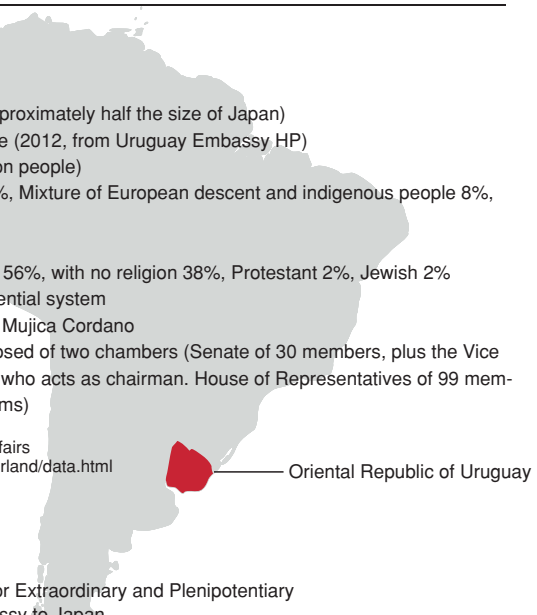 proximately half the size of Japan)
e (2012, from Uruguay Embassy HP)
on people)
%, Mixture of European descent and indigenous people 8%,
56%, with no religion 38%, Protestant 2%, Jewish 2%
ential system
Mujica Cordano
osed of two chambers (Senate of 30 members, plus the Vice
who acts as chairman. House of Representatives of 99 mem-
ms)
fairs
rland/data.html
Oriental Republic of Uruguay
or Extraordinary and Plenipotentiary
ssy to Japan